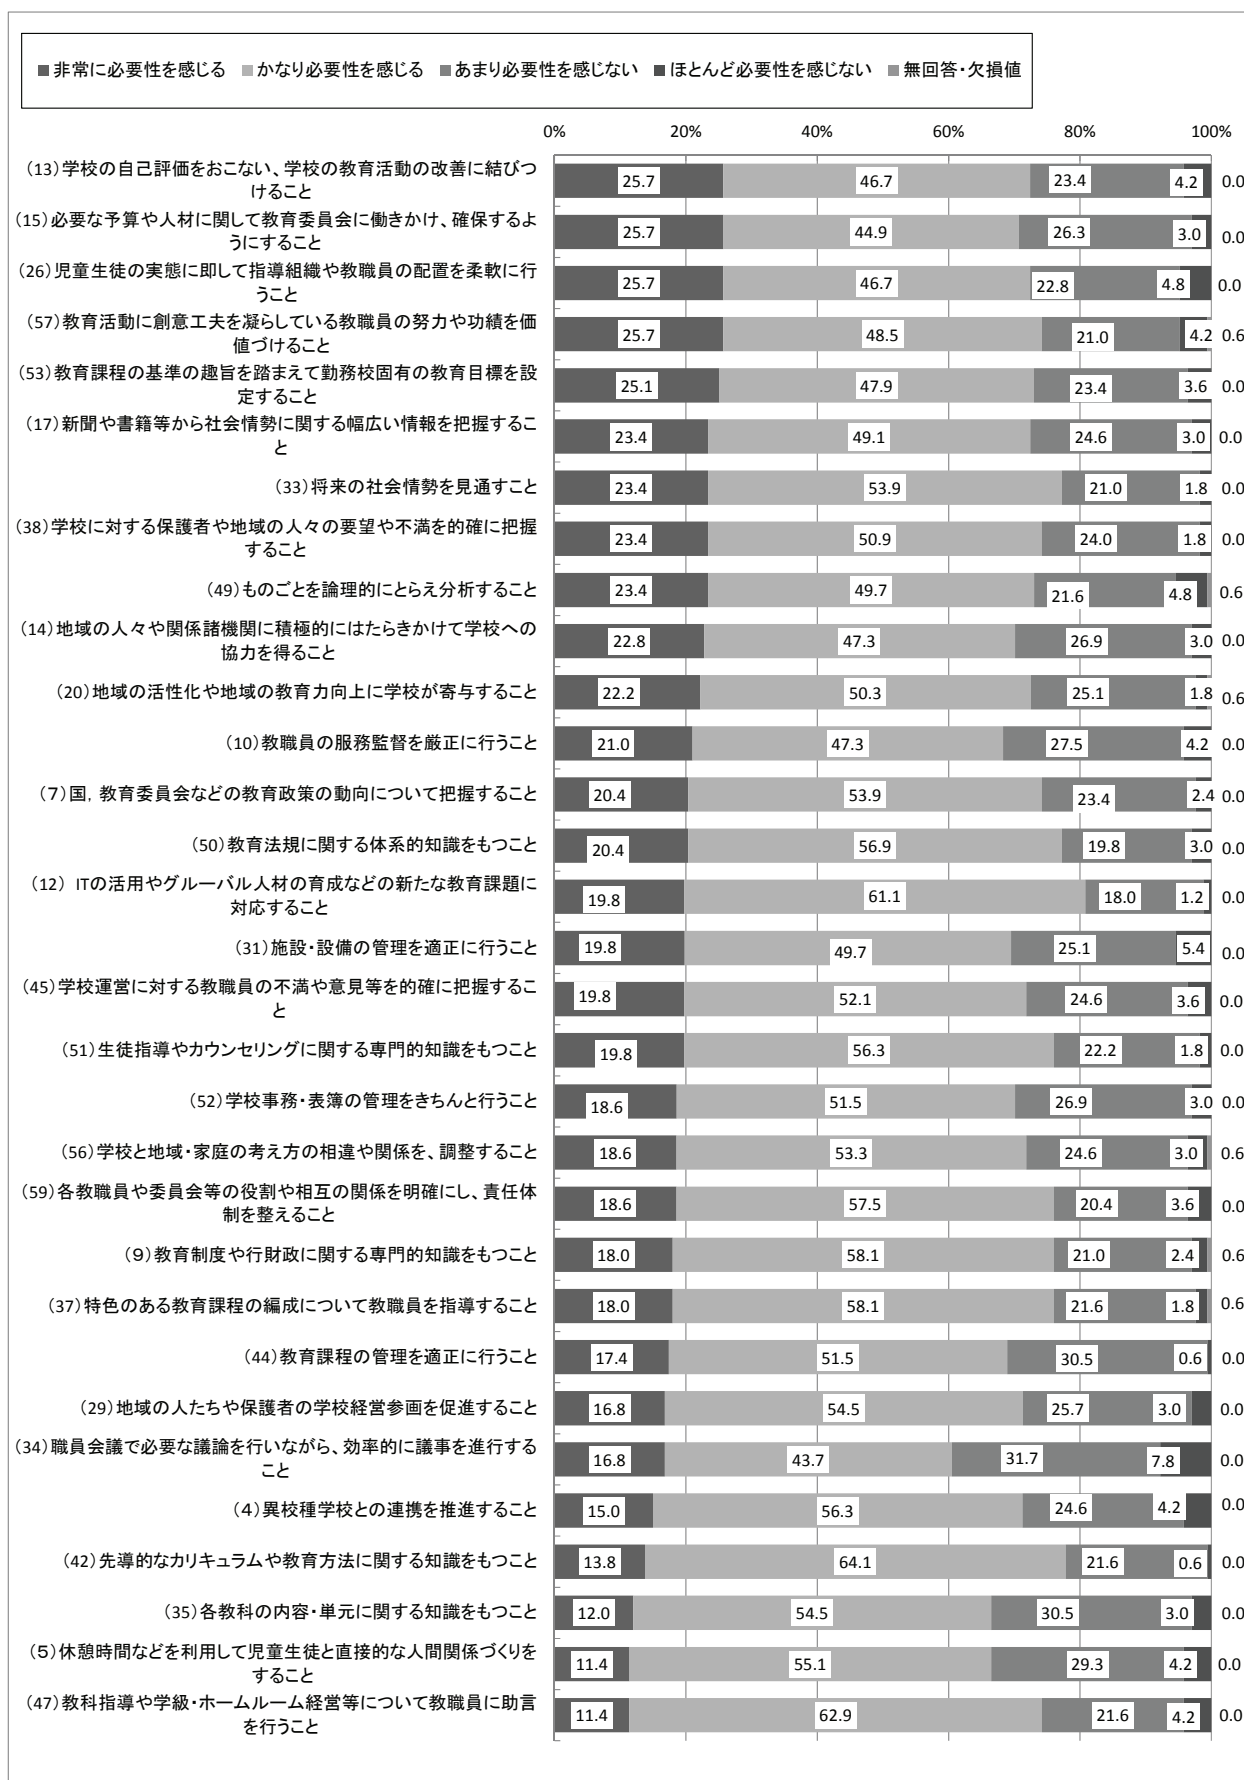 ■非常に必要性を感じる ■かなり必要性を感じる ■あまり必要性を感じない ■ほとんど必要性を感じない ■無回答・欠損値
0% 20% 40% 60% 80% 100%
(13)学校の自己評価をおこない、学校の教育活動の改善に結びつ
けること
25.7 46.7 23.4 4.2 0.0
(15)必要な予算や人材に関して教育委員会に働きかけ、確保するよ
うにすること
25.7 44.9 26.3 3.0 0.0
(26)児童生徒の実態に即して指導組織や教職員の配置を柔軟に行
うこと
25.7 46.7 22.8 4.8 0.0
(57)教育活動に創意工夫を凝らしている教職員の努力や功績を価
値づけること
25.7 48.5 21.0 4.2 0.6
(53)教育課程の基準の趣旨を踏まえて勤務校固有の教育目標を設
定すること
25.1 47.9 23.4 3.6 0.0
(17)新聞や書籍等から社会情勢に関する幅広い情報を把握するこ
と
23.4 49.1 24.6 3.0 0.0
(33)将来の社会情勢を見通すこと
23.4 53.9 21.0 1.8 0.0
(38)学校に対する保護者や地域の人々の要望や不満を的確に把握
すること
23.4 50.9 24.0 1.8 0.0
(49)ものごとを論理的にとらえ分析すること
23.4 49.7 21.6 4.8 0.6
(14)地域の人々や関係諸機関に積極的にはたらきかけて学校への
協力を得ること
22.8 47.3 26.9 3.0 0.0
(20)地域の活性化や地域の教育力向上に学校が寄与すること
22.2 50.3 25.1 1.8 0.6
(10)教職員の服務監督を厳正に行うこと
21.0 47.3 27.5 4.2 0.0
(7)国，教育委員会などの教育政策の動向について把握すること
20.4 53.9 23.4 2.4 0.0
(50)教育法規に関する体系的知識をもつこと
20.4 56.9 19.8 3.0 0.0
(12) ITの活用やグルーバル人材の育成などの新たな教育課題に
対応すること
19.8 61.1 18.0 1.2 0.0
(31)施設・設備の管理を適正に行うこと
19.8 49.7 25.1 5.4 0.0
(45)学校運営に対する教職員の不満や意見等を的確に把握するこ
と
19.8 52.1 24.6 3.6 0.0
(51)生徒指導やカウンセリングに関する専門的知識をもつこと
19.8 56.3 22.2 1.8 0.0
(52)学校事務・表簿の管理をきちんと行うこと
18.6 51.5 26.9 3.0 0.0
(56)学校と地域・家庭の考え方の相違や関係を、調整すること
18.6 53.3 24.6 3.0 0.6
(59)各教職員や委員会等の役割や相互の関係を明確にし、責任体
制を整えること
18.6 57.5 20.4 3.6 0.0
(9)教育制度や行財政に関する専門的知識をもつこと
18.0 58.1 21.0 2.4 0.6
(37)特色のある教育課程の編成について教職員を指導すること
18.0 58.1 21.6 1.8 0.6
(44)教育課程の管理を適正に行うこと
17.4 51.5 30.5 0.6 0.0
(29)地域の人たちや保護者の学校経営参画を促進すること
16.8 54.5 25.7 3.0 0.0
(34)職員会議で必要な議論を行いながら、効率的に議事を進行する
こと
16.8 43.7 31.7 7.8 0.0
(4)異校種学校との連携を推進すること
15.0 56.3 24.6 4.2 0.0
(42)先導的なカリキュラムや教育方法に関する知識をもつこと
13.8 64.1 21.6 0.6 0.0
(35)各教科の内容・単元に関する知識をもつこと
12.0 54.5 30.5 3.0 0.0
(5)休憩時間などを利用して児童生徒と直接的な人間関係づくりを
すること
11.4 55.1 29.3 4.2 0.0
(47)教科指導や学級・ホームルーム経営等について教職員に助言
を行うこと
11.4 62.9 21.6 4.2 0.0